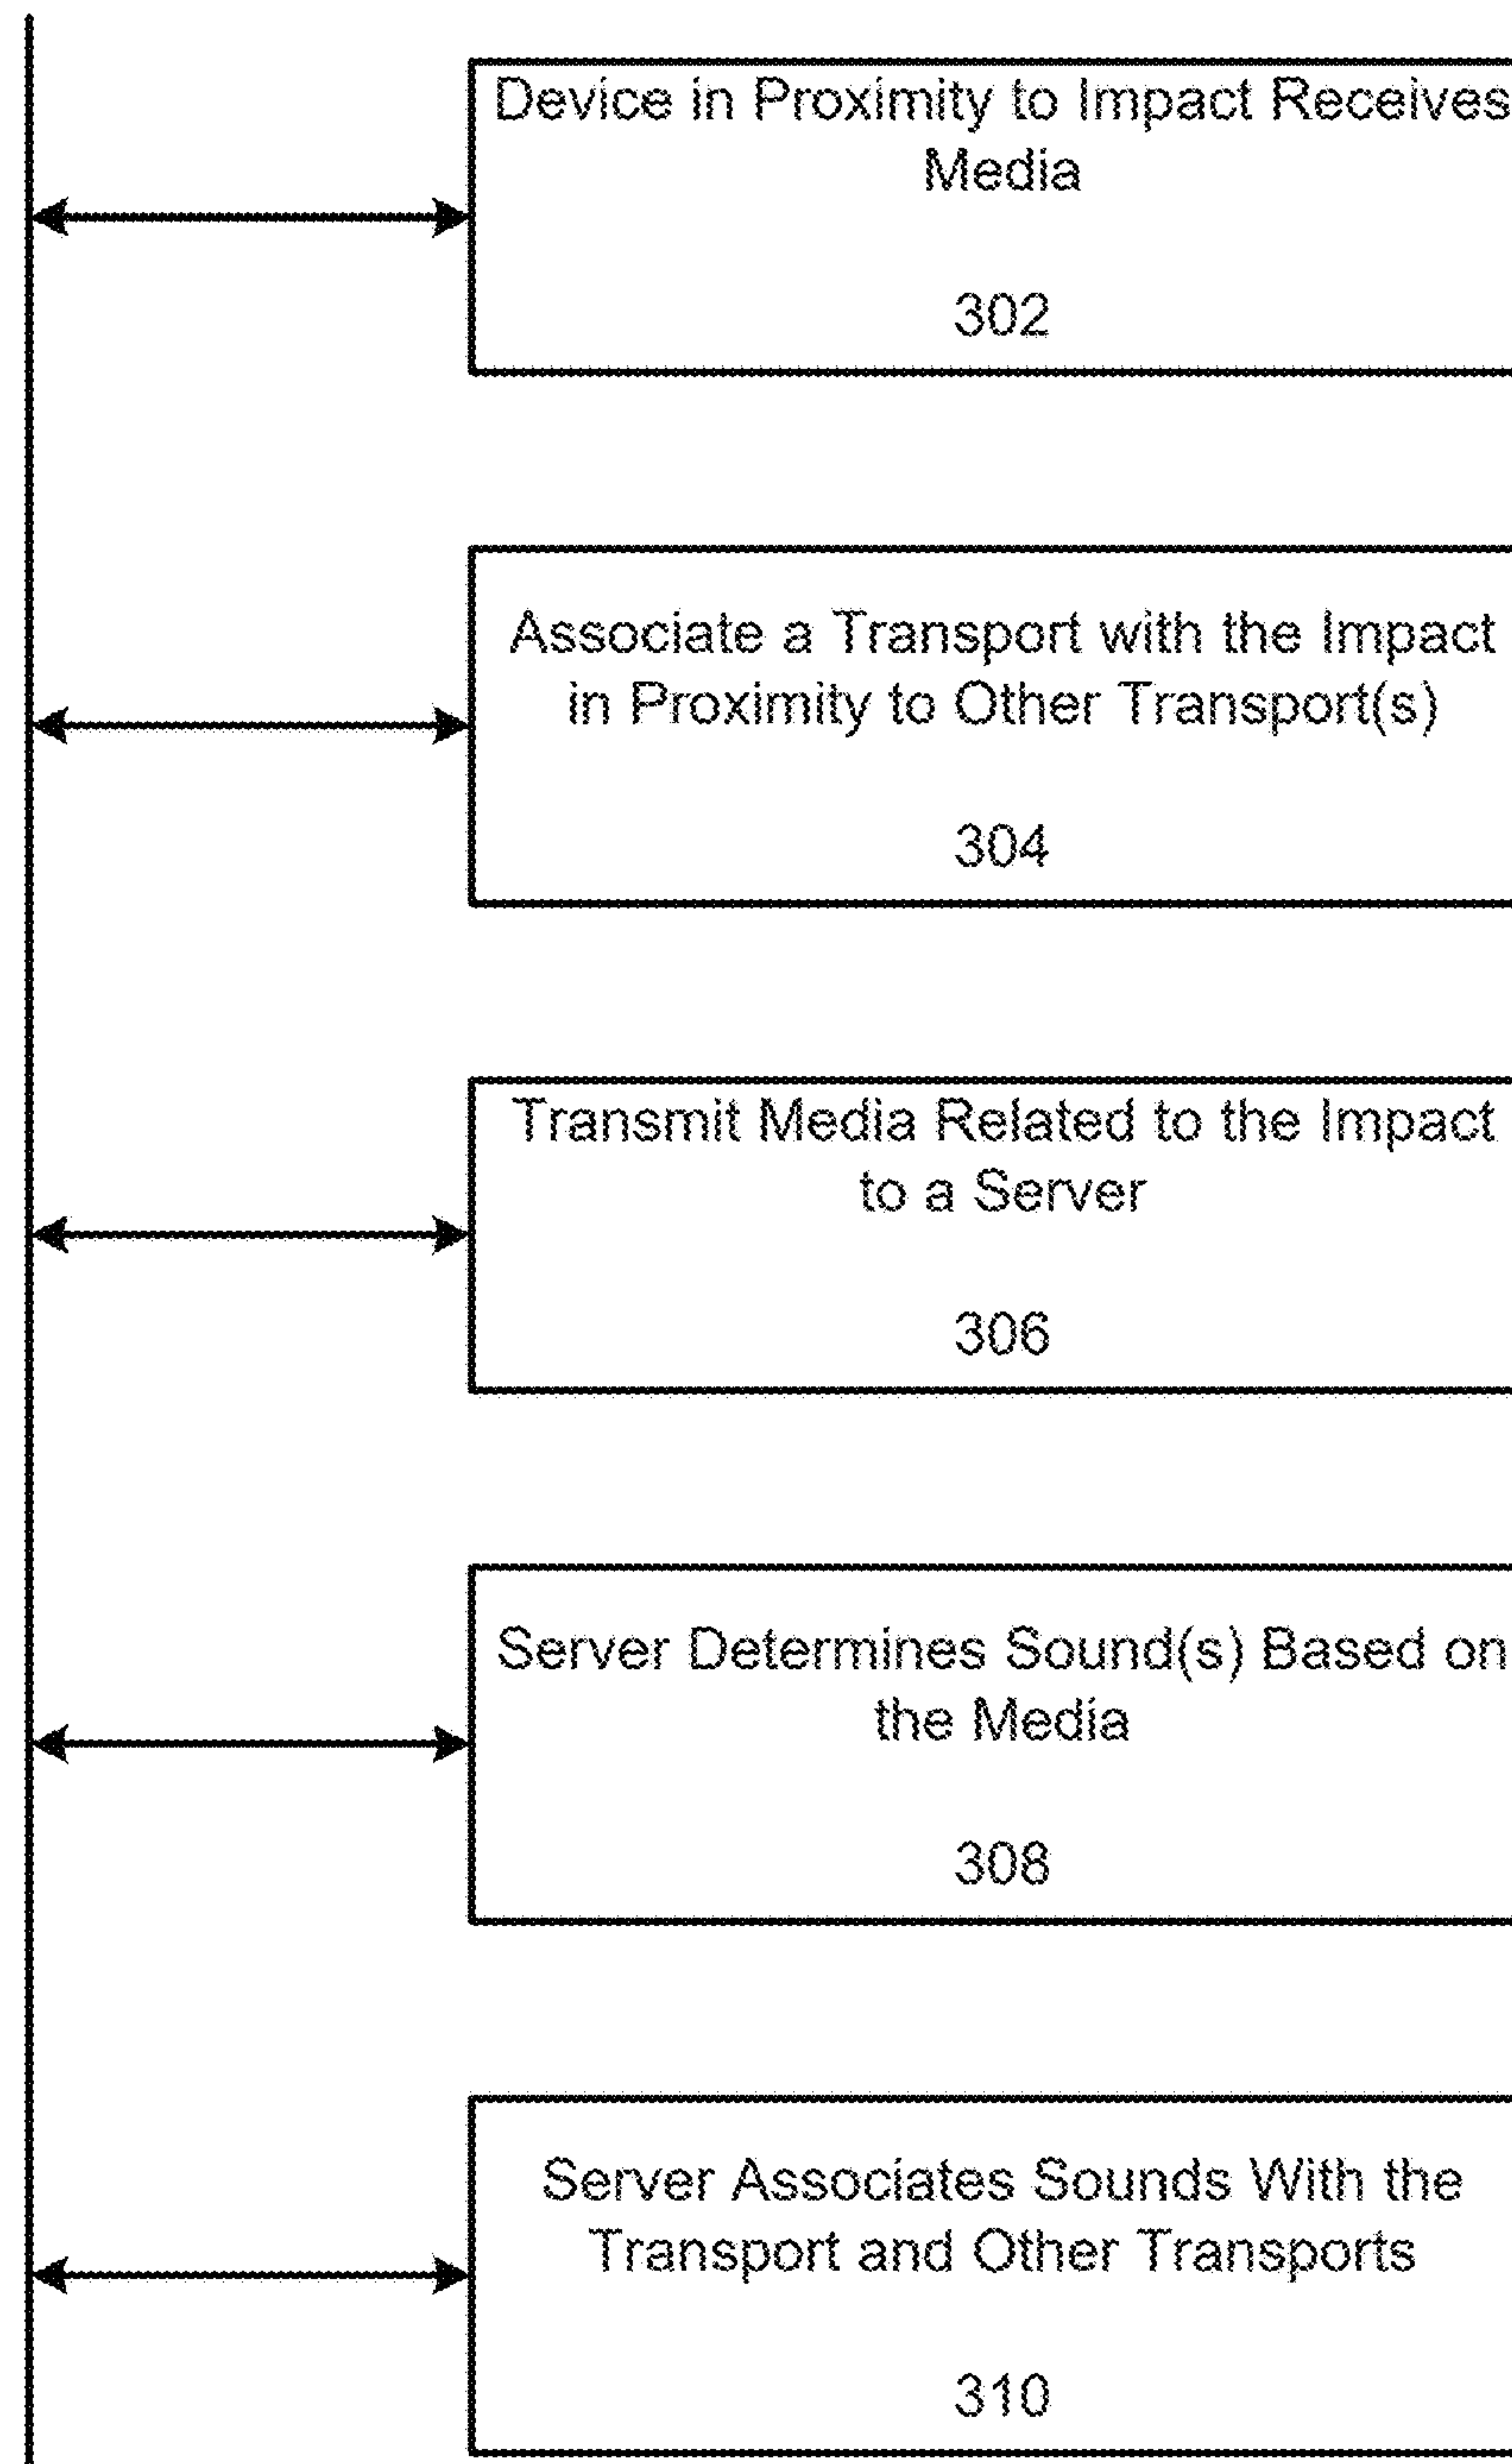 Device in Proximity to Impact Receives
Media
302
Associate a Transport with the Impact
in Proximity to Other Transport(s)
304
Transmit Media Related to the Impact
to a Server
306
Server Determines Sound(s) Based on
the Media
308
Server Associates Sounds With the
Transport and Other Transports
310